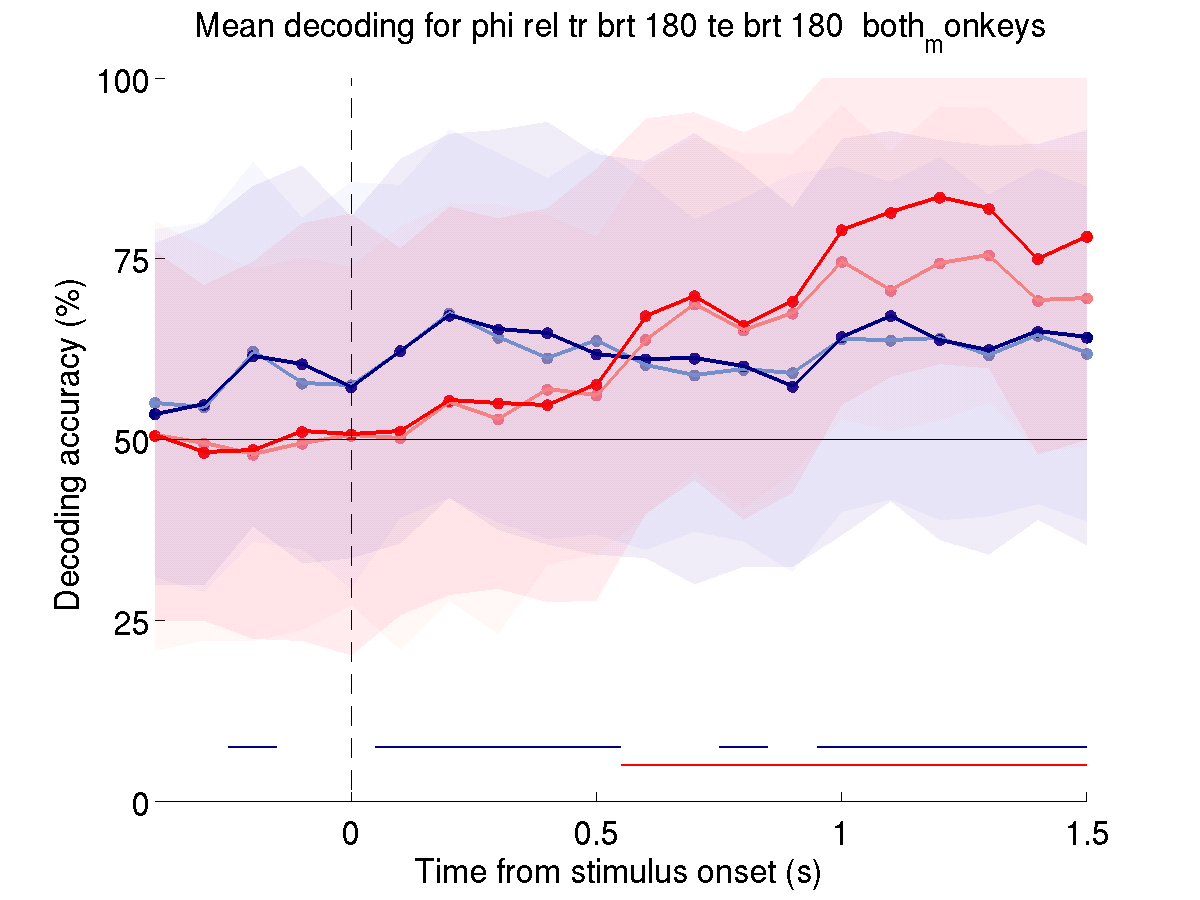 Mean decoding for phi rel tr brt 180 te brt 180 both_monkeys
100
75
50
25
0
Decoding accuracy (%)
0 0.5 1 1.5
Time from stimulus onset (s)